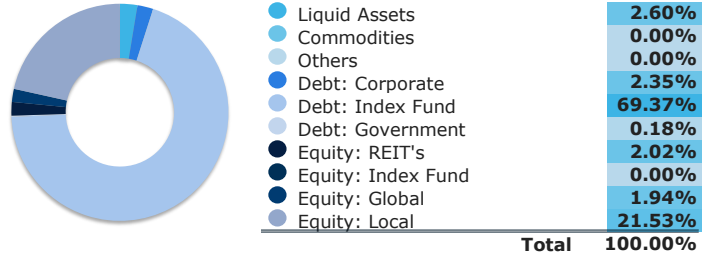 Liquid Assets 2.60%
Commodities 0.00%
Others 0.00%
Debt: Corporate 2.35%
Debt: Index Fund 69.37%
Debt: Government 0.18%
Equity: REIT's 2.02%
Equity: Index Fund 0.00%
Equity: Global 1.94%
Equity: Local 21.53%
Total 100.00%